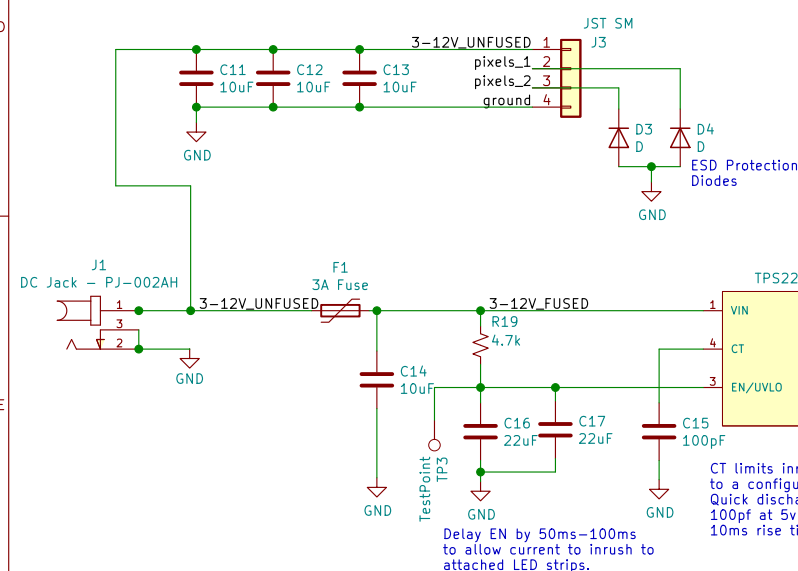 JST SM
J3
3-12V_UNFUSED 1
pixels_1 2
pixels_2 3
ground 4
C11
10uF
C12
10uF
C13
10uF
GND
D3
D
D4
D
ESD Protection
Diodes
GND
J1
DC Jack - PJ-002AH
1
3
2
GND
3-12V_UNFUSED
F1
3A Fuse
3-12V_FUSED
R19
4.7k
C14
10uF
GND
TestPoint
TP3
C16
22uF
C17
22uF
GND
Delay EN by 50ms-100ms
to allow current to inrush to
attached LED strips.
C15
100pF
GND
TPS22
1 VIN
4 CT
3 EN/UVLO
CT limits inr
to a configu
Quick discha
100pf at 5v
10ms rise ti
E